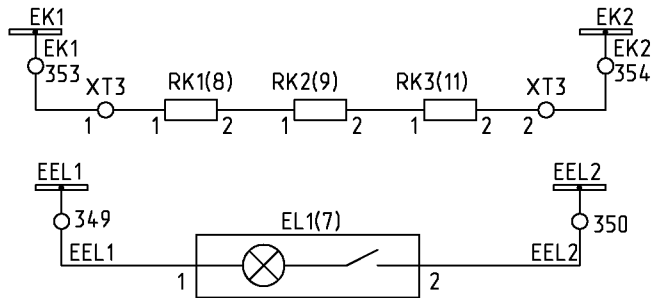 EK1 EK2
EK1 EK2
353 354
XT3 RK1(8) RK2(9) RK3(11) XT3
1 1 2 1 2 1 2 2
EEL1 EEL2
349 EL1(7) 350
EEL1 EEL2
1 2